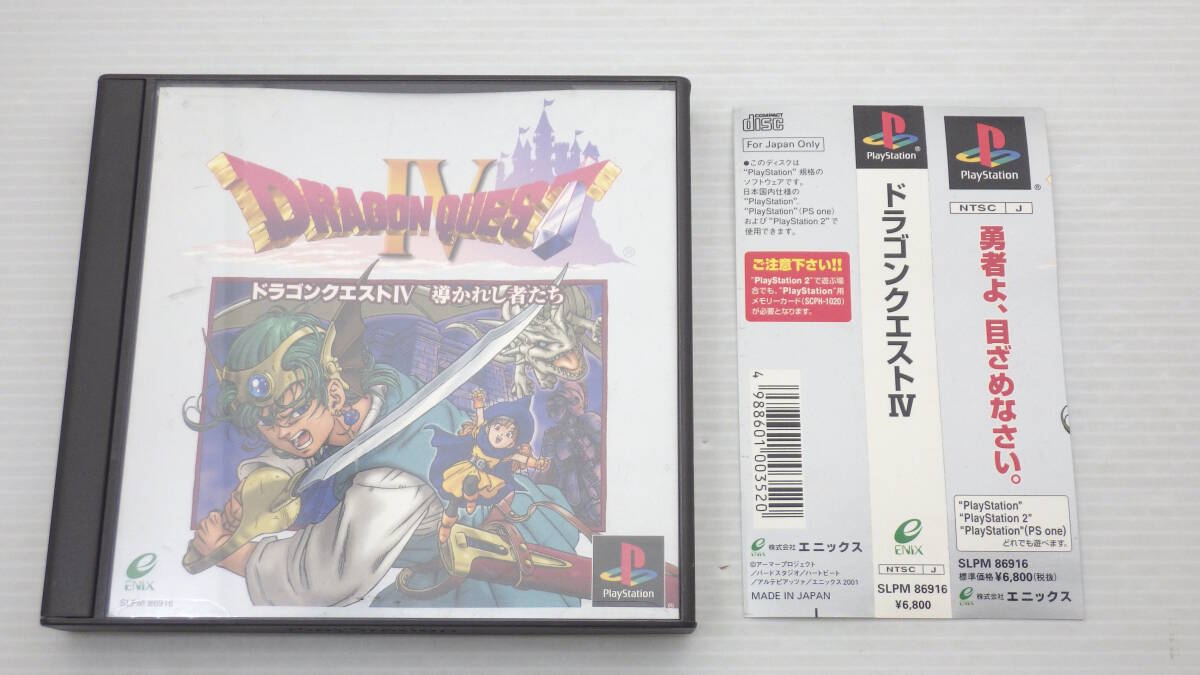 DRAGON QUEST
IV
®
ドラゴンクエストIV 導かれし者たち
ENIX
SLPM 86916
PlayStation
®
COMPACT
disc
For Japan Only
●このディスクは
“PlayStation” 規格の
ソフトウェアです。
日本国内仕様の
“PlayStation”、
“PlayStation”(PS one)
および“PlayStation 2”で
使用できます。
ご注意下さい!!
“PlayStation 2”で遊ぶ場
合でも、“PlayStation”用
メモリーカード(SCPH-1020)
が必要となります。
4 988601 003520
ENIX 株式会社 エニックス
©アーマープロジェクト
/バードスタジオ/ハートビート
/アルテピアッツァ/エニックス2001
MADE IN JAPAN
PlayStation
ドラゴンクエストⅣ
ENIX
NTSC J
SLPM 86916
¥6,800
PlayStation
®
NTSC J
勇者よ、目ざめなさい。
“PlayStation”
“PlayStation 2”
“PlayStation”(PS one)
どれでも遊べます。
SLPM 86916
標準価格¥6,800(税抜)
ENIX 株式会社 エニックス